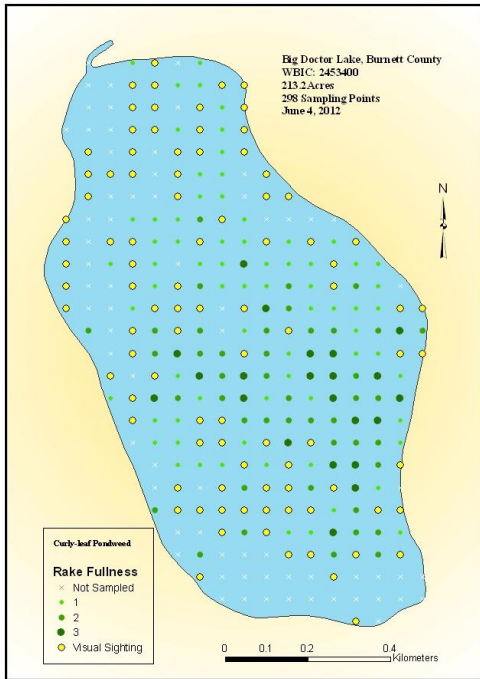 Big Doctor Lake, Burnett County
WBIC: 2453400
213.2Acres
298 Sampling Points
June 4, 2012
N
Curly-leaf Pondweed
Rake Fullness
Not Sampled
1
2
3
Visual Sighting
0 0.1 0.2 0.4
Kilometers